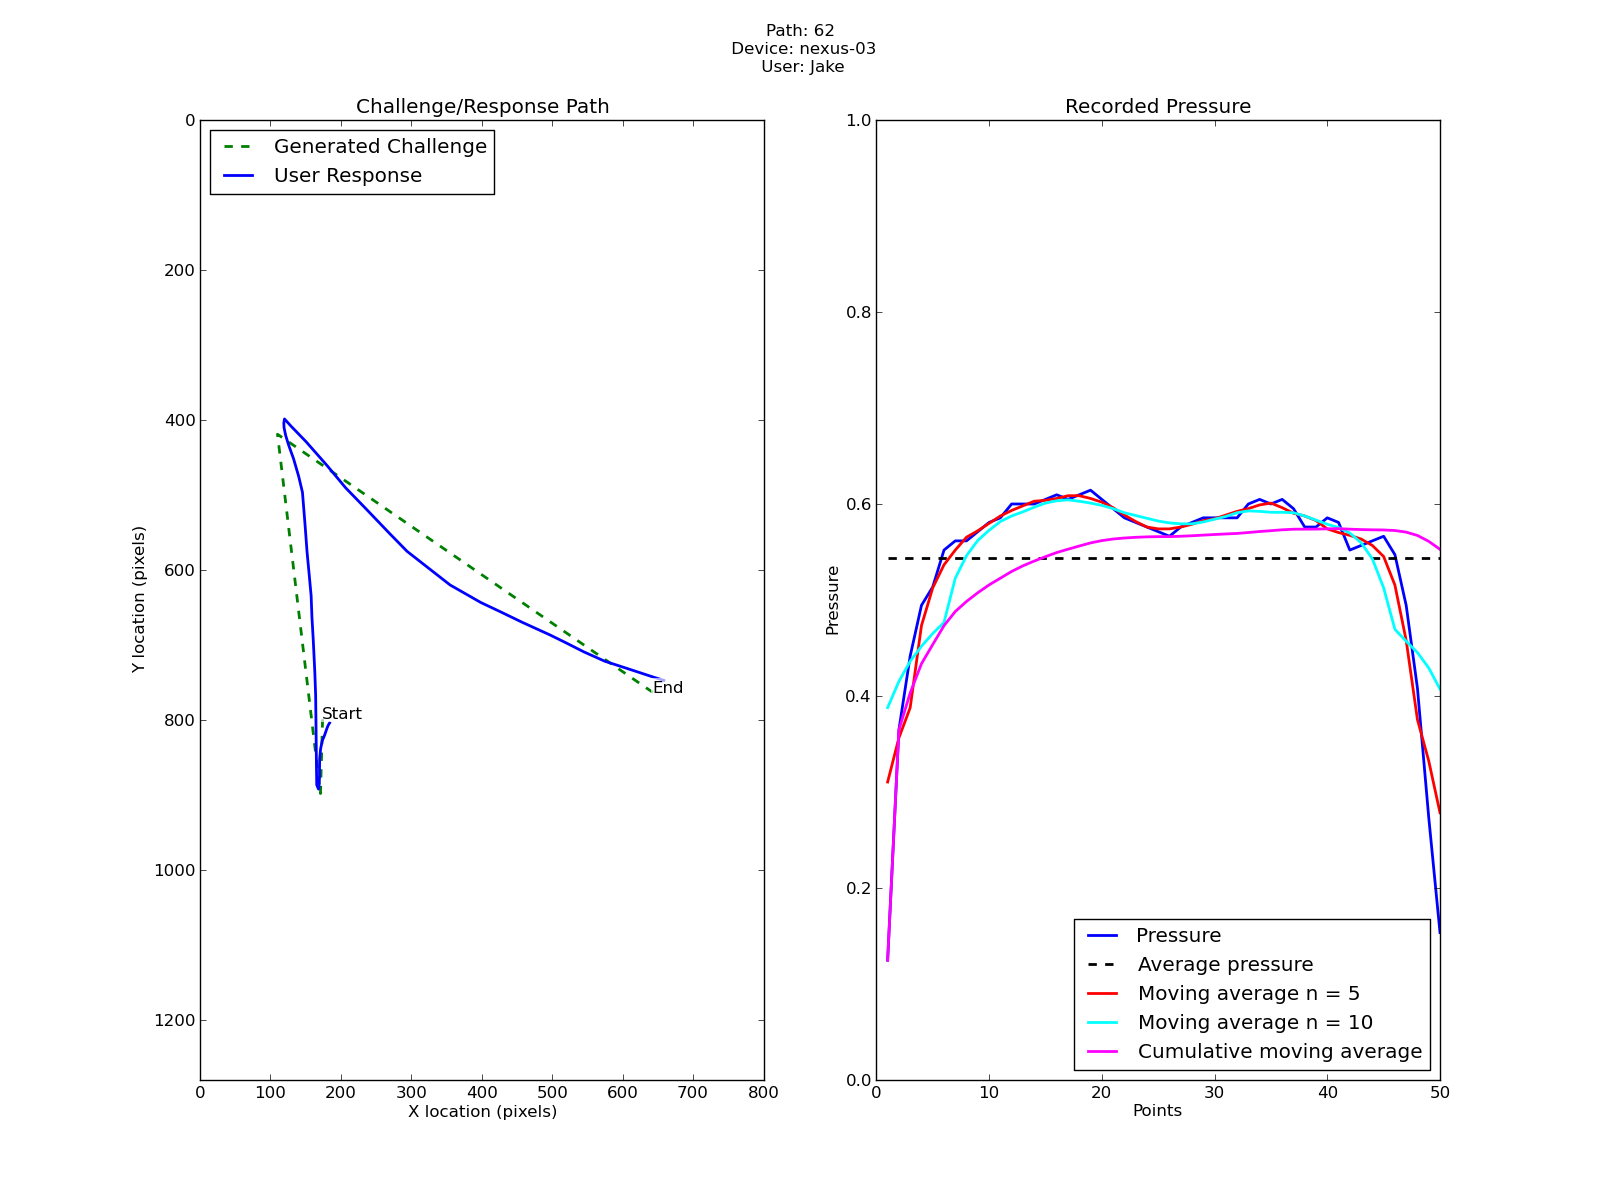 Path: 62
Device: nexus-03
User: Jake
Challenge/Response Path
Generated Challenge
User Response
0
200
400
600
800
1000
1200
Y location (pixels)
Start
End
0 100 200 300 400 500 600 700 800
X location (pixels)
Recorded Pressure
1.0
0.8
0.6
0.4
0.2
0.0
Pressure
Pressure
Average pressure
Moving average n = 5
Moving average n = 10
Cumulative moving average
0 10 20 30 40 50
Points